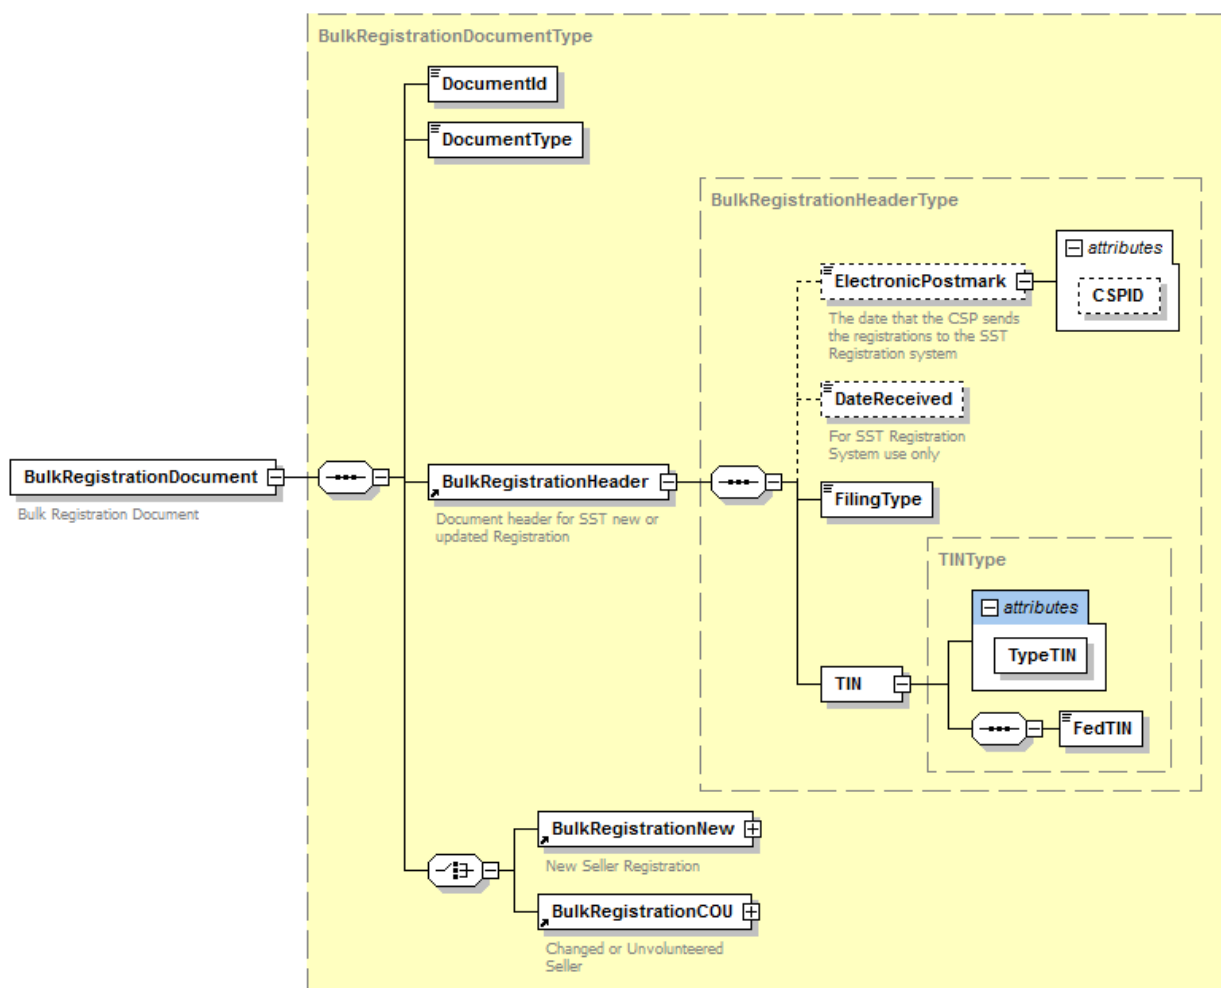 BulkRegistrationDocumentType
DocumentId
DocumentType
BulkRegistrationHeaderType
attributes
ElectronicPostmark
CSPID
The date that the CSP sends
the registrations to the SST
Registration system
DateReceived
For SST Registration
System use only
BulkRegistrationDocument
Bulk Registration Document
BulkRegistrationHeader
Document header for SST new or
updated Registration
FilingType
TINType
attributes
TypeTIN
TIN
FedTIN
BulkRegistrationNew
New Seller Registration
BulkRegistrationCOU
Changed or Unvolunteered
Seller